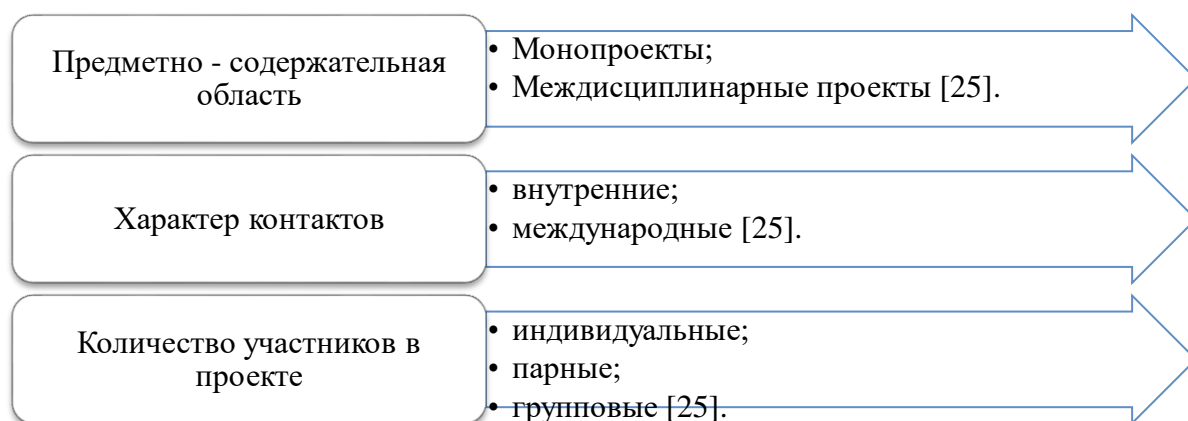 Предметно - содержательная
область
• Монопроекты;
• Междисциплинарные проекты [25].
Характер контактов
• внутренние;
• международные [25].
Количество участников в
проекте
• индивидуальные;
• парные;
• групповые [25].